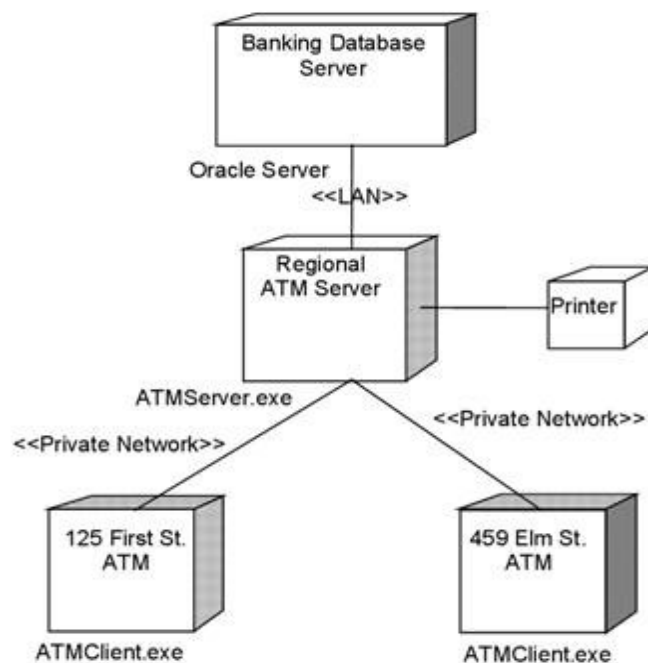 Banking Database
Server
Oracle Server
<<LAN>>
Regional
ATM Server
Printer
ATMServer.exe
<<Private Network>>
<<Private Network>>
125 First St.
ATM
459 Elm St.
ATM
ATMClient.exe
ATMClient.exe